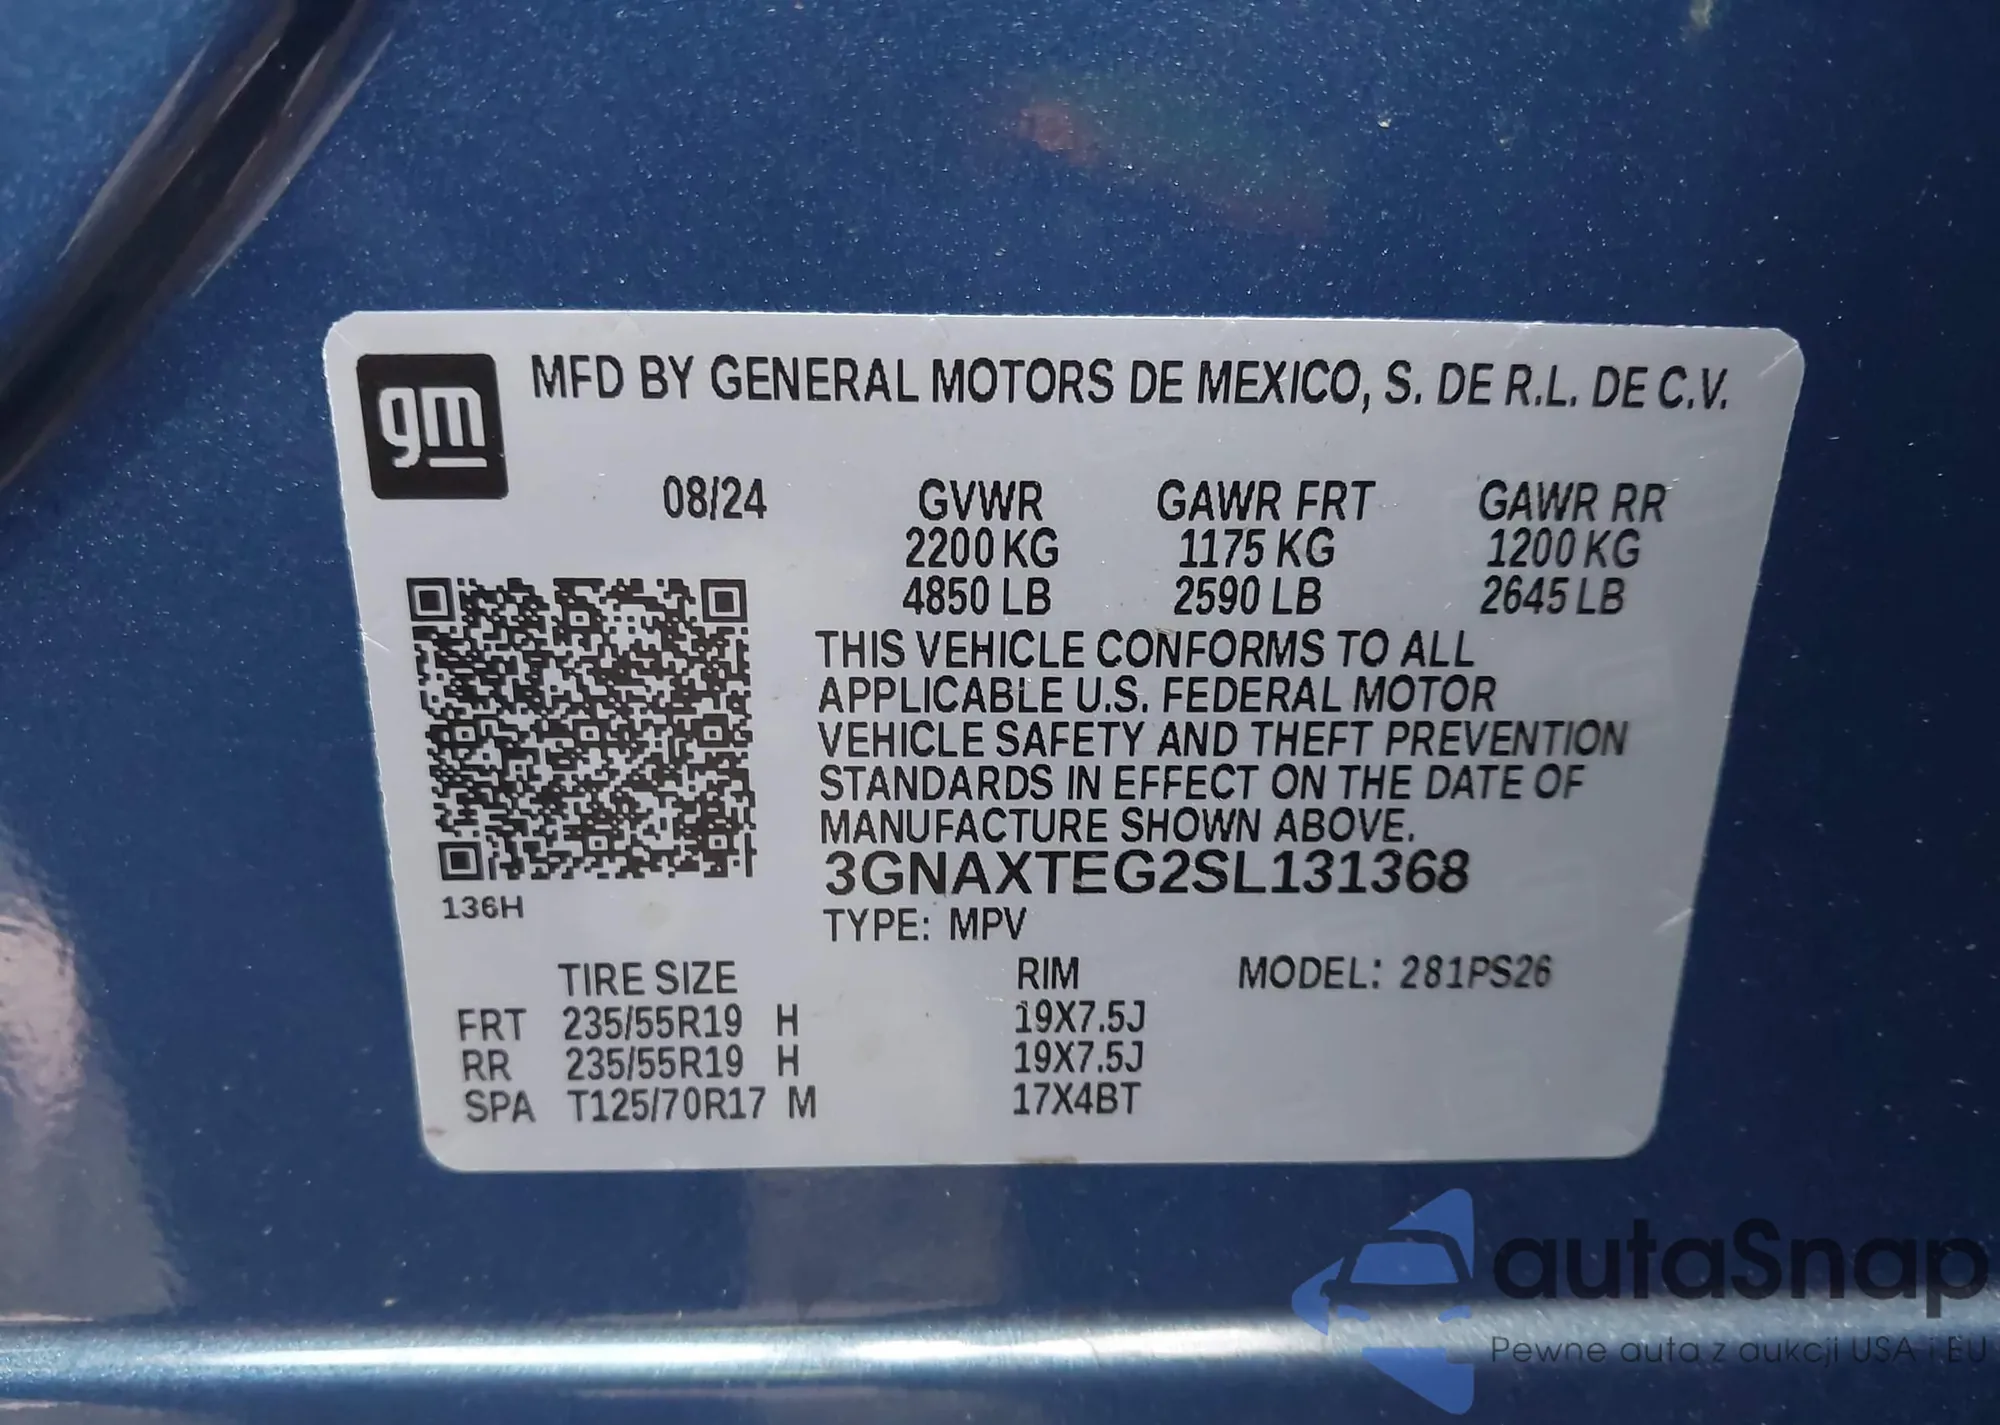 gm
MFD BY GENERAL MOTORS DE MEXICO, S. DE R.L. DE C.V.
08/24 GVWR GAWR FRT GAWR RR
2200 KG 1175 KG 1200 KG
4850 LB 2590 LB 2645 LB
THIS VEHICLE CONFORMS TO ALL
APPLICABLE U.S. FEDERAL MOTOR
VEHICLE SAFETY AND THEFT PREVENTION
STANDARDS IN EFFECT ON THE DATE OF
MANUFACTURE SHOWN ABOVE.
3GNAXTEG2SL131368
136H
TYPE: MPV
TIRE SIZE RIM MODEL: 281PS26
FRT 235/55R19 H 19X7.5J
RR 235/55R19 H 19X7.5J
SPA T125/70R17 M 17X4BT
autaSnap
Pewne auta z aukcji USA i EU